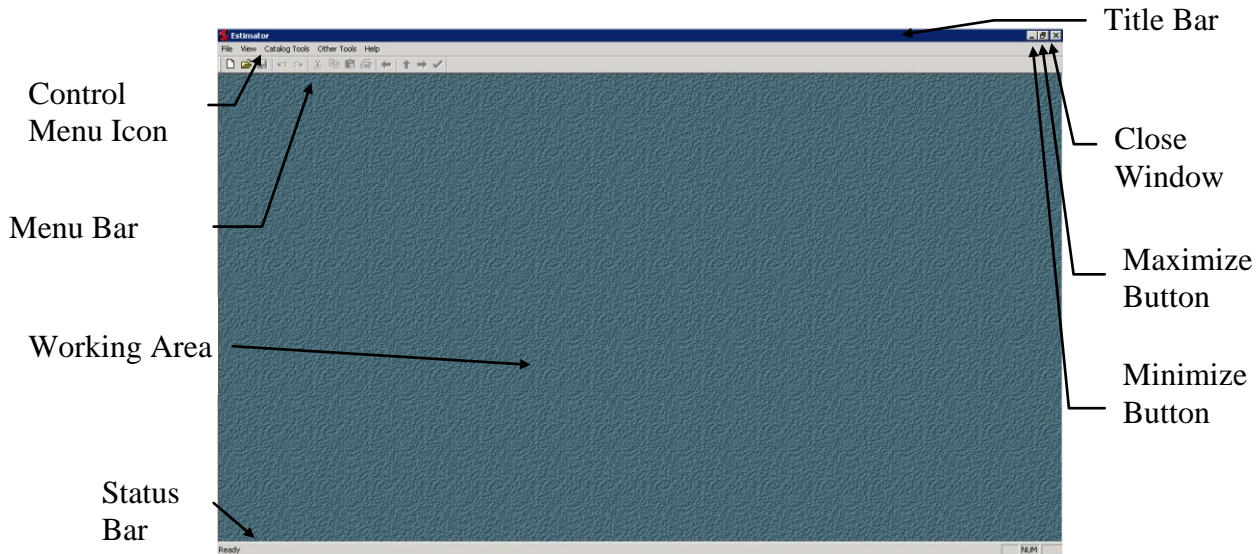 Title Bar
Estimator
File View Catalog Tools Other Tools Help
Control
Menu Icon
Close
Window
Menu Bar
Maximize
Button
Working Area
Minimize
Button
Status
Bar
Ready
NUM